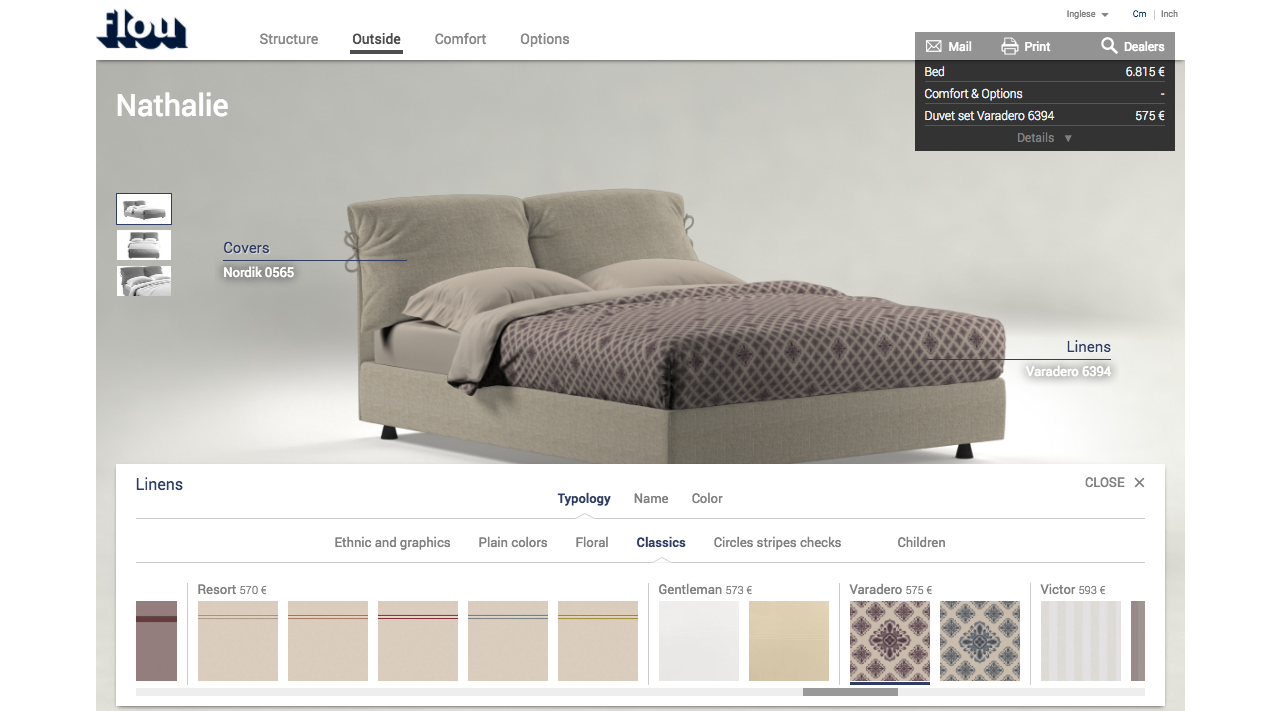 flou
Inglese Cm Inch
Structure Outside Comfort Options
Mail Print Dealers
Bed 6.815 €
Comfort & Options -
Duvet set Varadero 6394 575 €
Details ▼
Nathalie
Covers
Nordik 0565
Linens
Varadero 6394
Linens
CLOSE ✕
Typology Name Color
Ethnic and graphics Plain colors Floral Classics Circles stripes checks Children
Resort 570 € Gentleman 573 € Varadero 575 € Victor 593 €